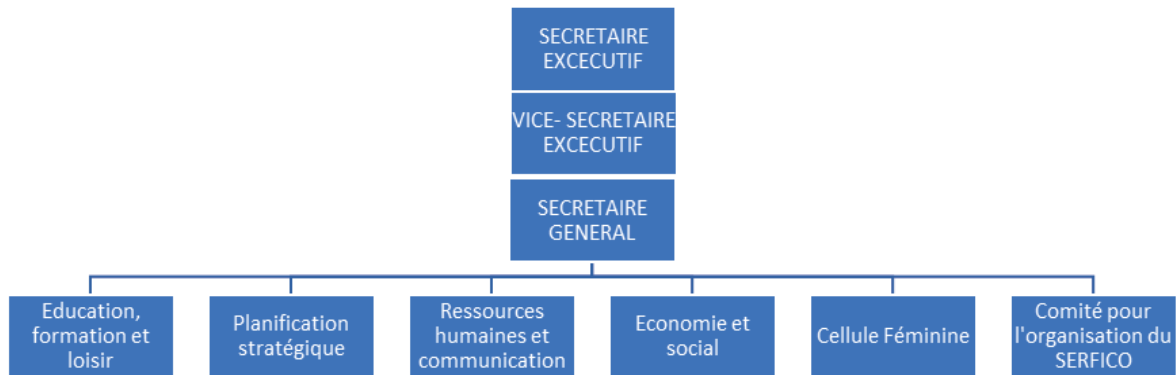 SECRETAIRE
EXCECUTIF
VICE- SECRETAIRE
EXCECUTIF
SECRETAIRE
GENERAL
Education,
formation et
loisir
Planification
stratégique
Ressources
humaines et
communication
Economie et
social
Cellule Féminine
Comité pour
l'organisation du
SERFICO